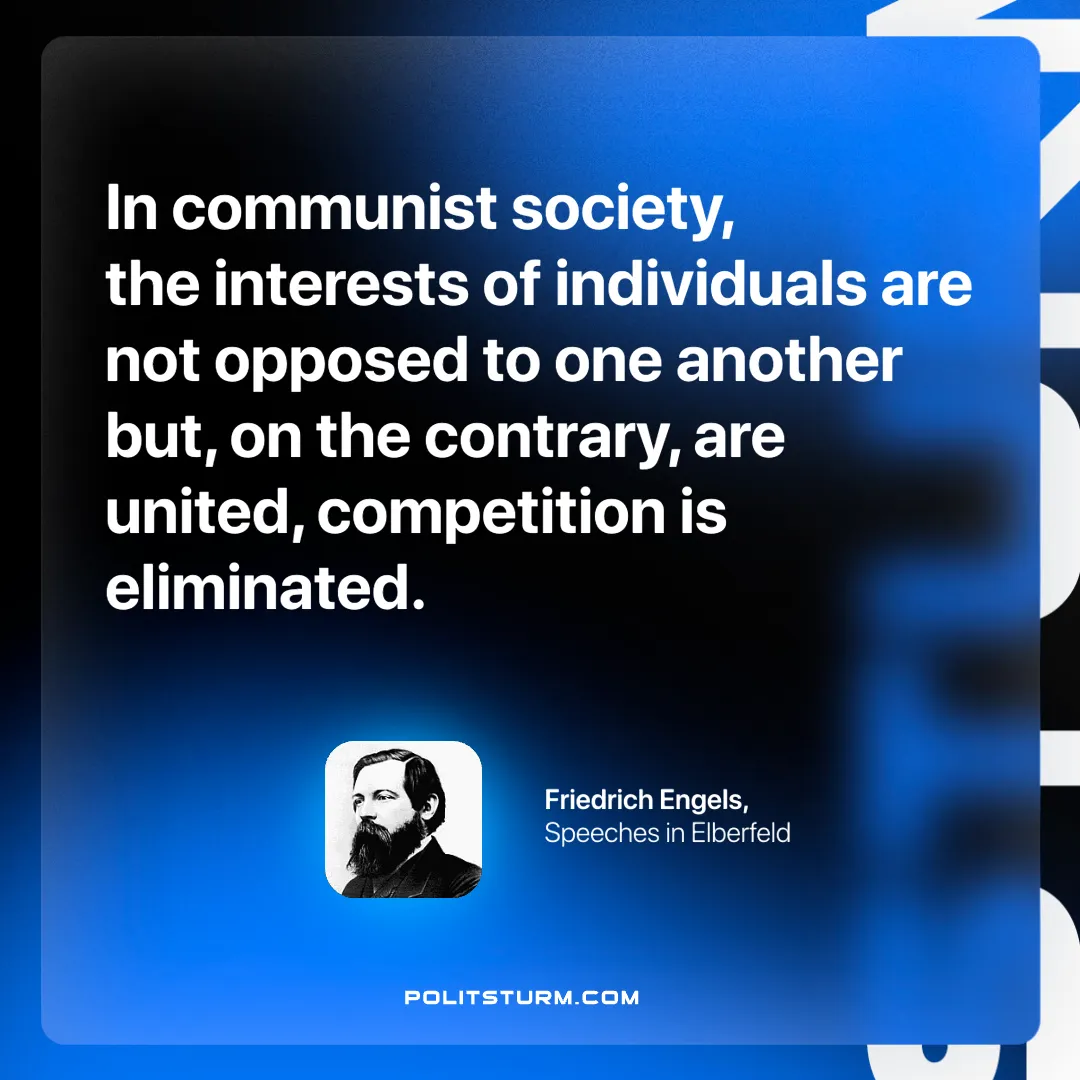 In communist society,
the interests of individuals are
not opposed to one another
but, on the contrary, are
united, competition is
eliminated.
Friedrich Engels,
Speeches in Elberfeld
POLITSTURM.COM